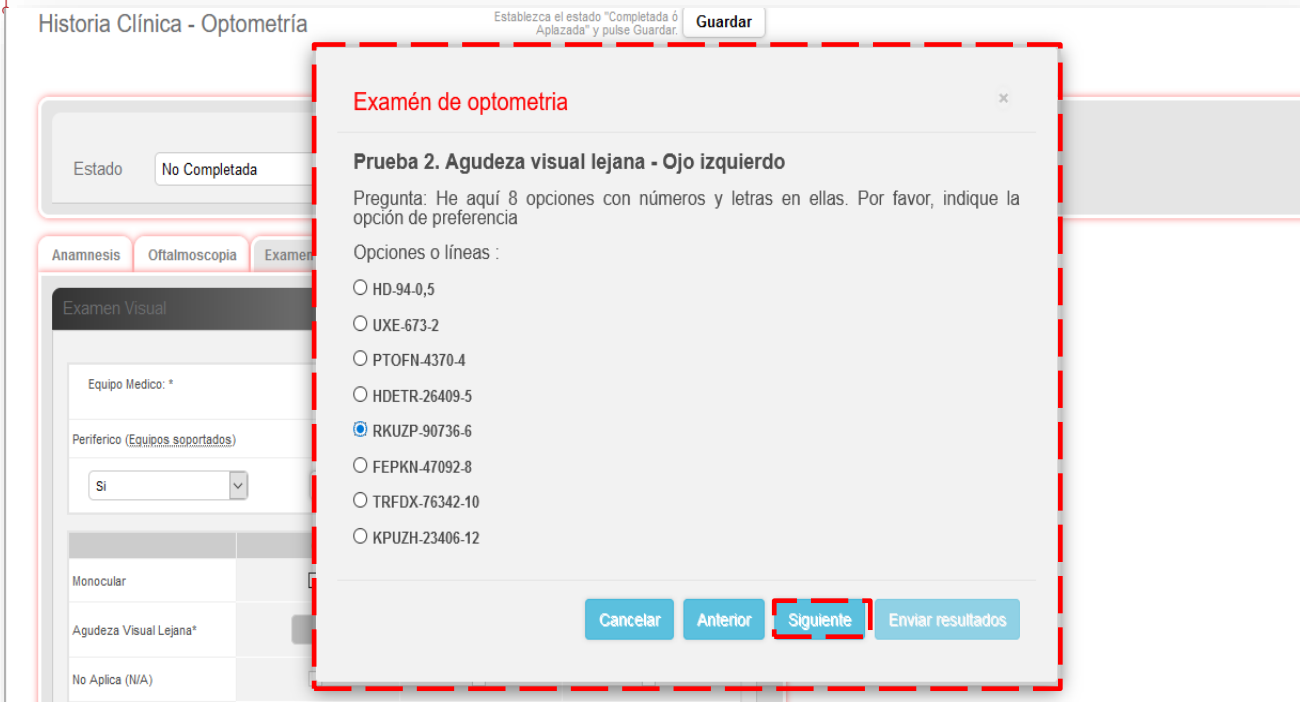 Historia Clínica - Optometría
Establezca el estado "Completada ó
Aplazada" y pulse Guardar.
Guardar
Estado
No Completada
Anamnesis
Oftalmoscopia
Examen
Examen Visual
Equipo Medico: *
Periferico (Equipos soportados)
Si
Monocular
Agudeza Visual Lejana*
No Aplica (N/A)
Examén de optometria
×
Prueba 2. Agudeza visual lejana - Ojo izquierdo
Pregunta: He aquí 8 opciones con números y letras en ellas. Por favor, indique la
opción de preferencia
Opciones o líneas :
HD-94-0,5
UXE-673-2
PTOFN-4370-4
HDETR-26409-5
RKUZP-90736-6
FEPKN-47092-8
TRFDX-76342-10
KPUZH-23406-12
Cancelar
Anterior
Siguiente
Enviar resultados